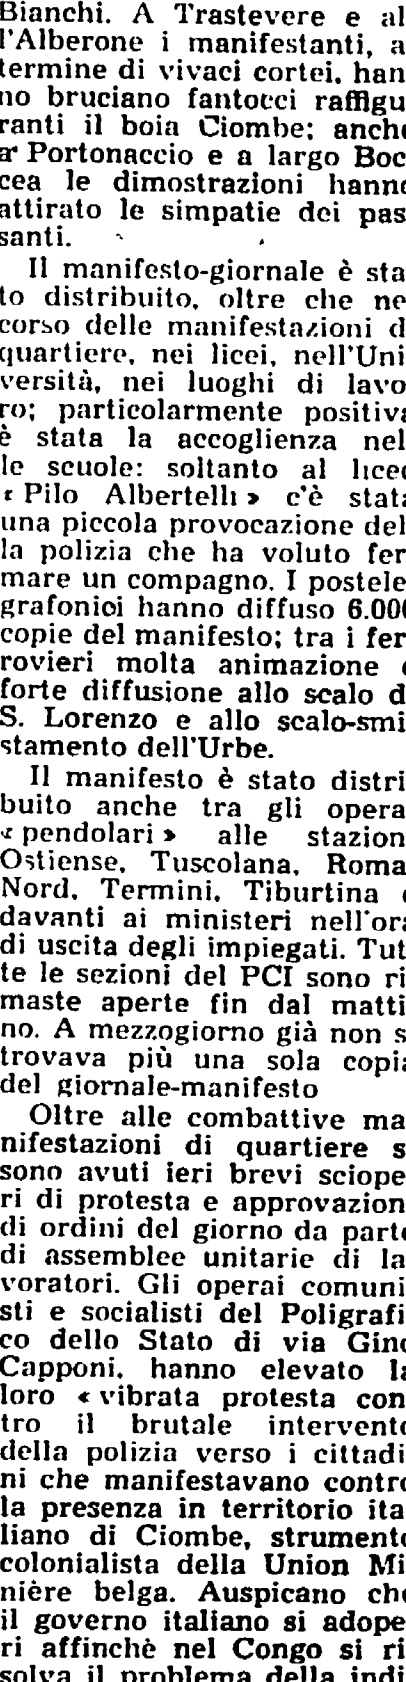 Bianchi. A Trastevere e al
l'Alberone i manifestanti, a
termine di vivaci cortei, han
no bruciano fantocci raffigu
ranti il boia Ciombe; anche
a Portonaccio e a largo Boc
cea le dimostrazioni hanno
attirato le simpatie dei pas
santi.
Il manifesto-giornale è sta
to distribuito, oltre che ne
corso delle manifestazioni d
quartiere, nei licei, nell'Uni
versità, nei luoghi di lavo
ro; particolarmente positiva
è stata la accoglienza nel
le scuole: soltanto al liceo
« Pilo Albertelli » c'è stata
una piccola provocazione del
la polizia che ha voluto fer
mare un compagno. I postele
grafonici hanno diffuso 6.000
copie del manifesto; tra i fer
rovieri molta animazione e
forte diffusione allo scalo d
S. Lorenzo e allo scalo-smi
stamento dell'Urbe.
Il manifesto è stato distri
buito anche tra gli opera
« pendolari » alle stazion
Ostiense, Tuscolana, Roma
Nord, Termini, Tiburtina e
davanti ai ministeri nell'ora
di uscita degli impiegati. Tut
te le sezioni del PCI sono ri
maste aperte fin dal matti
no. A mezzogiorno già non s
trovava più una sola copia
del giornale-manifesto
Oltre alle combattive ma
nifestazioni di quartiere s
sono avuti ieri brevi sciope
ri di protesta e approvazion
di ordini del giorno da parte
di assemblee unitarie di la
voratori. Gli operai comuni
sti e socialisti del Poligrafi
co dello Stato di via Gino
Capponi, hanno elevato la
loro « vibrata protesta con
tro il brutale intervento
della polizia verso i cittadi
ni che manifestavano contro
la presenza in territorio ita
liano di Ciombe, strumento
colonialista della Union Mi
nière belga. Auspicano che
il governo italiano si adope
ri affinchè nel Congo si ri
solva il problema della indi